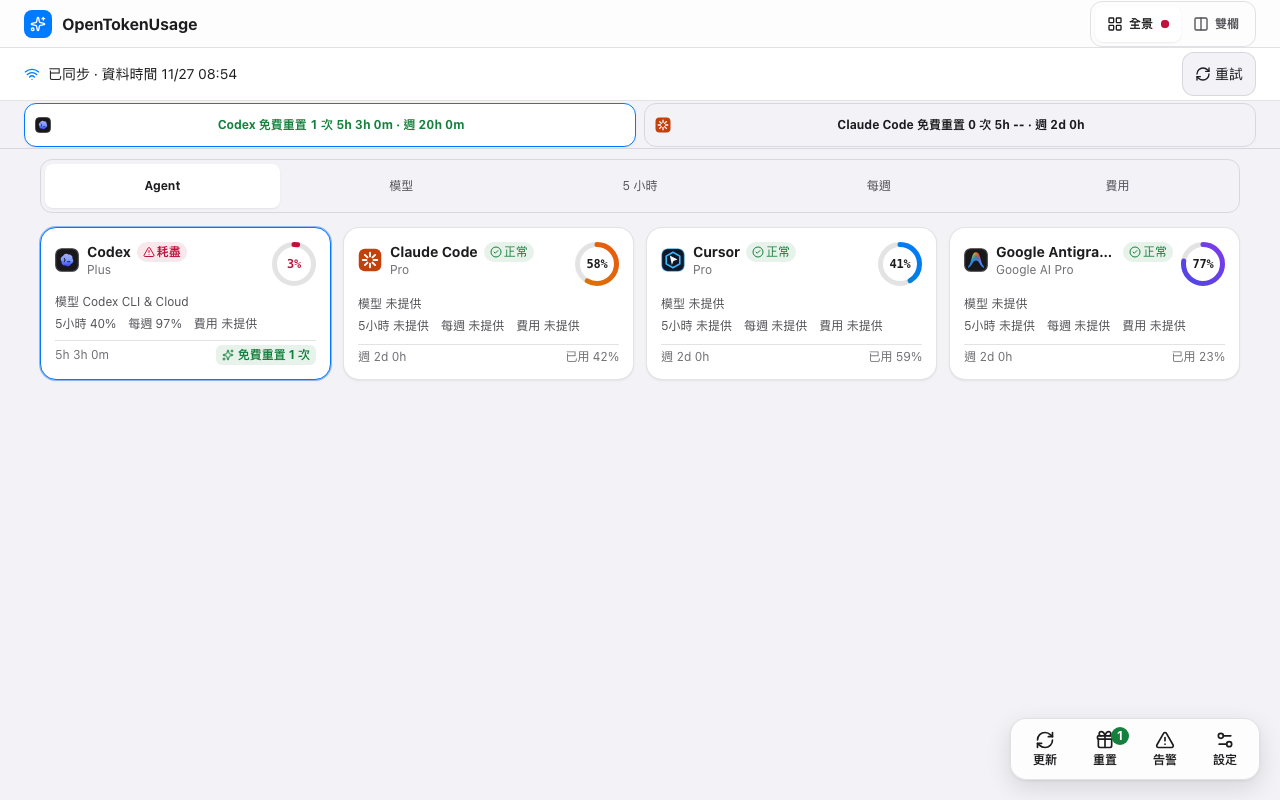 OpenTokenUsage
全景
雙欄
已同步 · 資料時間 11/27 08:54
重試
Codex 免費重置 1 次 5h 3h 0m · 週 20h 0m
Claude Code 免費重置 0 次 5h -- · 週 2d 0h
Agent
模型
5 小時
每週
費用
Codex 耗盡
Plus
3%
模型 Codex CLI & Cloud
5小時 40% 每週 97% 費用 未提供
5h 3h 0m
免費重置 1 次
Claude Code 正常
Pro
58%
模型 未提供
5小時 未提供 每週 未提供 費用 未提供
週 2d 0h
已用 42%
Cursor 正常
Pro
41%
模型 未提供
5小時 未提供 每週 未提供 費用 未提供
週 2d 0h
已用 59%
Google Antigra... 正常
Google AI Pro
77%
模型 未提供
5小時 未提供 每週 未提供 費用 未提供
週 2d 0h
已用 23%
更新
1
重置
告警
設定